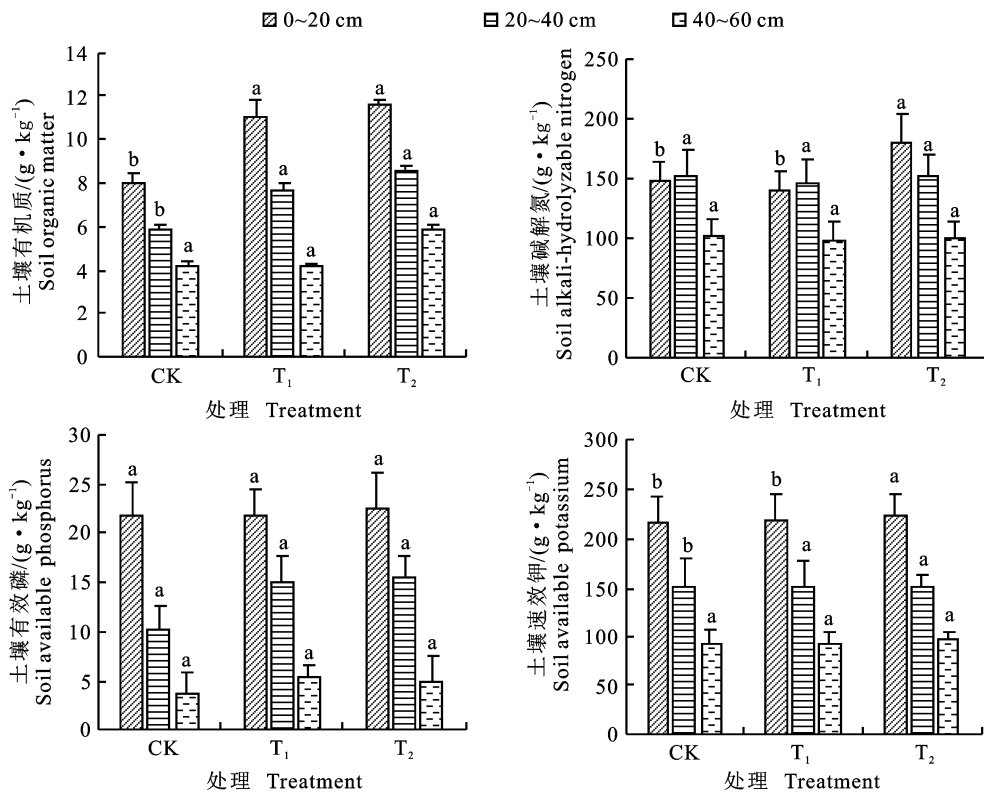 0~20 cm 20~40 cm 40~60 cm
土壤有机质/(g•kg⁻¹)
Soil organic matter
14
12
10
8
6
4
2
0
b b a
a a a
a a a
CK T₁ T₂
处理 Treatment
土壤碱解氮/(g•kg⁻¹)
Soil alkali-hydrolyzable nitrogen
250
200
150
100
50
0
b a a
b a a
a a a
CK T₁ T₂
处理 Treatment
土壤有效磷/(g•kg⁻¹)
Soil available phosphorus
30
25
20
15
10
5
0
a a a
a a a
a a a
CK T₁ T₂
处理 Treatment
土壤速效钾/(g•kg⁻¹)
Soil available potassium
300
250
200
150
100
50
0
b b a
b a a
a a a
CK T₁ T₂
处理 Treatment